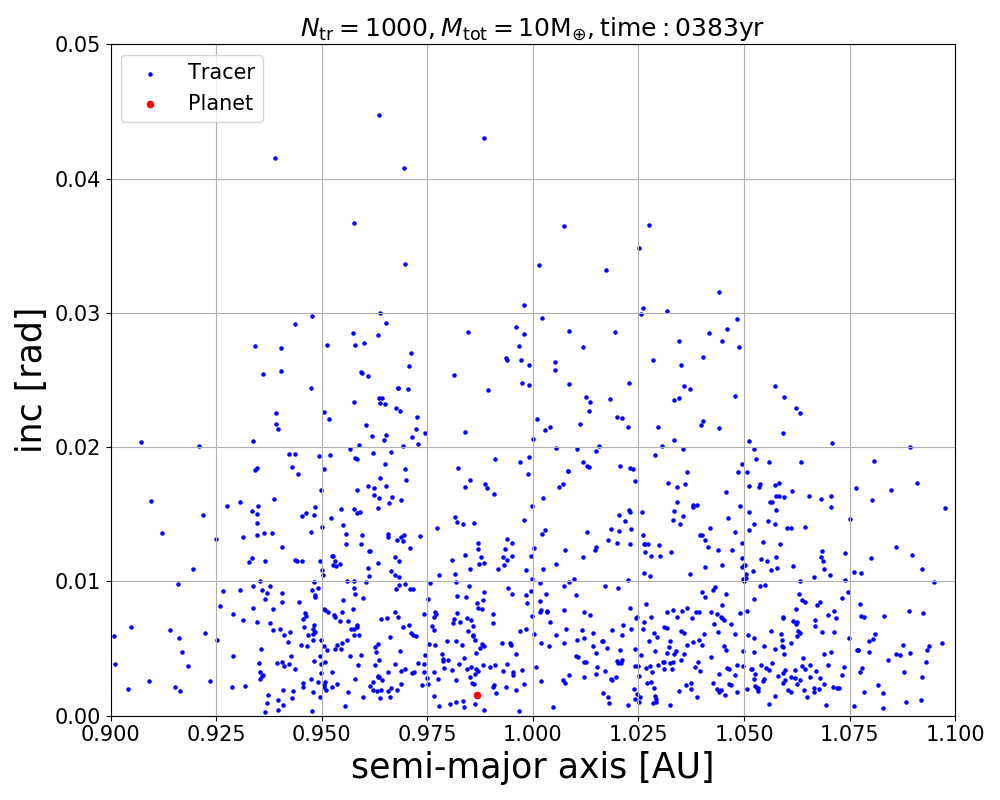 N_tr = 1000, M_tot = 10M_⊕, time : 0383yr
Tracer
Planet
0.05
0.04
0.03
0.02
0.01
0.00
inc [rad]
0.900 0.925 0.950 0.975 1.000 1.025 1.050 1.075 1.100
semi-major axis [AU]